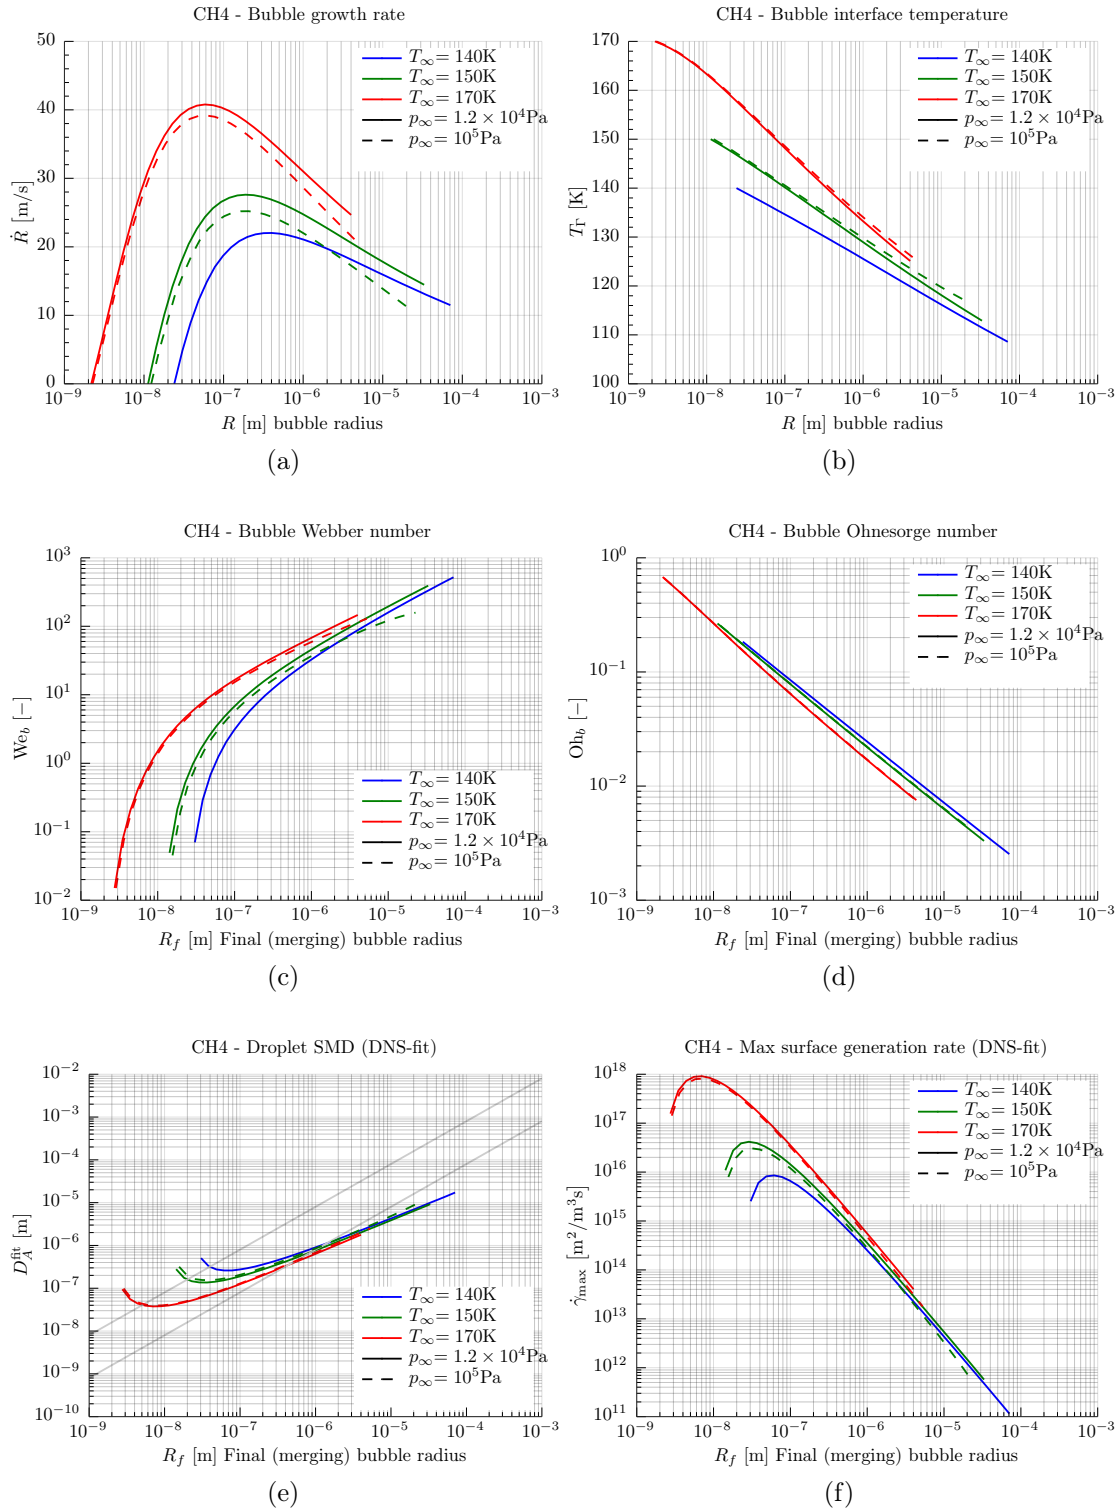 CH4 - Bubble growth rate
50
40
30
20
10
0
Ṙ [m/s]
10⁻⁹ 10⁻⁸ 10⁻⁷ 10⁻⁶ 10⁻⁵ 10⁻⁴ 10⁻³
R [m] bubble radius
T∞= 140K
T∞= 150K
T∞= 170K
p∞= 1.2 × 10⁴Pa
p∞= 10⁵Pa
(a)
CH4 - Bubble interface temperature
170
160
150
140
130
120
110
100
T_Γ [K]
10⁻⁹ 10⁻⁸ 10⁻⁷ 10⁻⁶ 10⁻⁵ 10⁻⁴ 10⁻³
R [m] bubble radius
T∞= 140K
T∞= 150K
T∞= 170K
p∞= 1.2 × 10⁴Pa
p∞= 10⁵Pa
(b)
CH4 - Bubble Webber number
10³
10²
10¹
10⁰
10⁻¹
10⁻²
We_b [−]
10⁻⁹ 10⁻⁸ 10⁻⁷ 10⁻⁶ 10⁻⁵ 10⁻⁴ 10⁻³
R_f [m] Final (merging) bubble radius
T∞= 140K
T∞= 150K
T∞= 170K
p∞= 1.2 × 10⁴Pa
p∞= 10⁵Pa
(c)
CH4 - Bubble Ohnesorge number
10⁰
10⁻¹
10⁻²
10⁻³
Oh_b [−]
10⁻⁹ 10⁻⁸ 10⁻⁷ 10⁻⁶ 10⁻⁵ 10⁻⁴ 10⁻³
R_f [m] Final (merging) bubble radius
T∞= 140K
T∞= 150K
T∞= 170K
p∞= 1.2 × 10⁴Pa
p∞= 10⁵Pa
(d)
CH4 - Droplet SMD (DNS-fit)
10⁻²
10⁻³
10⁻⁴
10⁻⁵
10⁻⁶
10⁻⁷
10⁻⁸
10⁻⁹
10⁻¹⁰
D_A^fit [m]
10⁻⁹ 10⁻⁸ 10⁻⁷ 10⁻⁶ 10⁻⁵ 10⁻⁴ 10⁻³
R_f [m] Final (merging) bubble radius
T∞= 140K
T∞= 150K
T∞= 170K
p∞= 1.2 × 10⁴Pa
p∞= 10⁵Pa
(e)
CH4 - Max surface generation rate (DNS-fit)
10¹⁸
10¹⁷
10¹⁶
10¹⁵
10¹⁴
10¹³
10¹²
10¹¹
γ̇_max [m²/m³s]
10⁻⁹ 10⁻⁸ 10⁻⁷ 10⁻⁶ 10⁻⁵ 10⁻⁴ 10⁻³
R_f [m] Final (merging) bubble radius
T∞= 140K
T∞= 150K
T∞= 170K
p∞= 1.2 × 10⁴Pa
p∞= 10⁵Pa
(f)